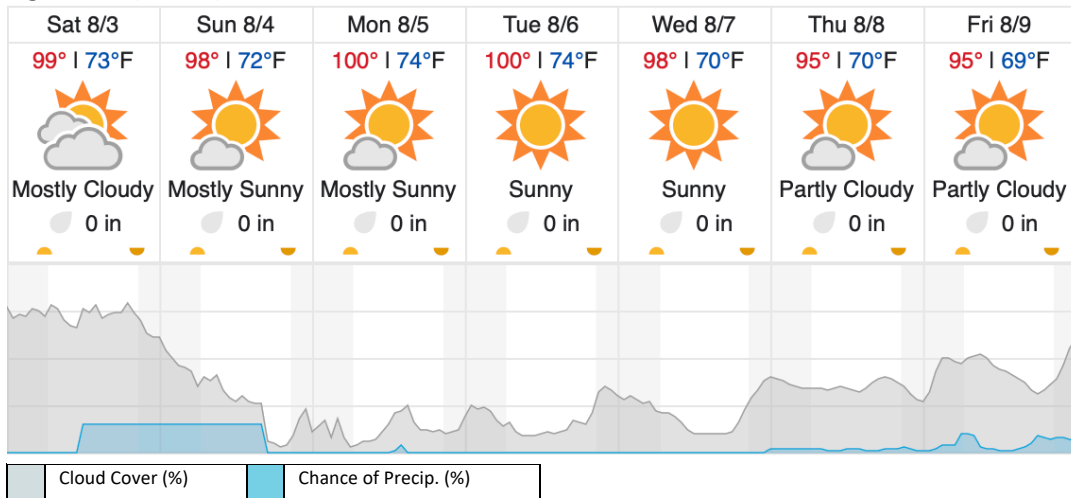 Sat 8/3 Sun 8/4 Mon 8/5 Tue 8/6 Wed 8/7 Thu 8/8 Fri 8/9
99° | 73°F 98° | 72°F 100° | 74°F 100° | 74°F 98° | 70°F 95° | 70°F 95° | 69°F
Mostly Cloudy Mostly Sunny Mostly Sunny Sunny Sunny Partly Cloudy Partly Cloudy
0 in 0 in 0 in 0 in 0 in 0 in 0 in
Cloud Cover (%) Chance of Precip. (%)